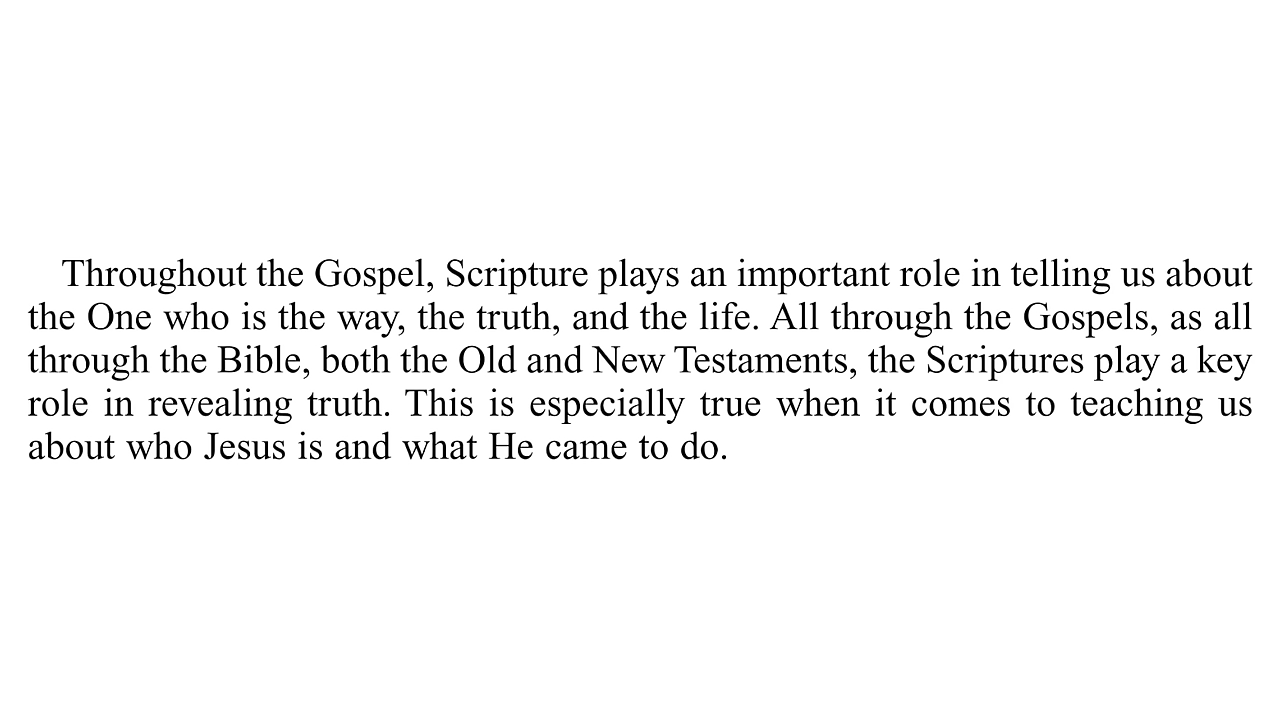 Throughout the Gospel, Scripture plays an important role in telling us about
the One who is the way, the truth, and the life. All through the Gospels, as all
through the Bible, both the Old and New Testaments, the Scriptures play a key
role in revealing truth. This is especially true when it comes to teaching us
about who Jesus is and what He came to do.